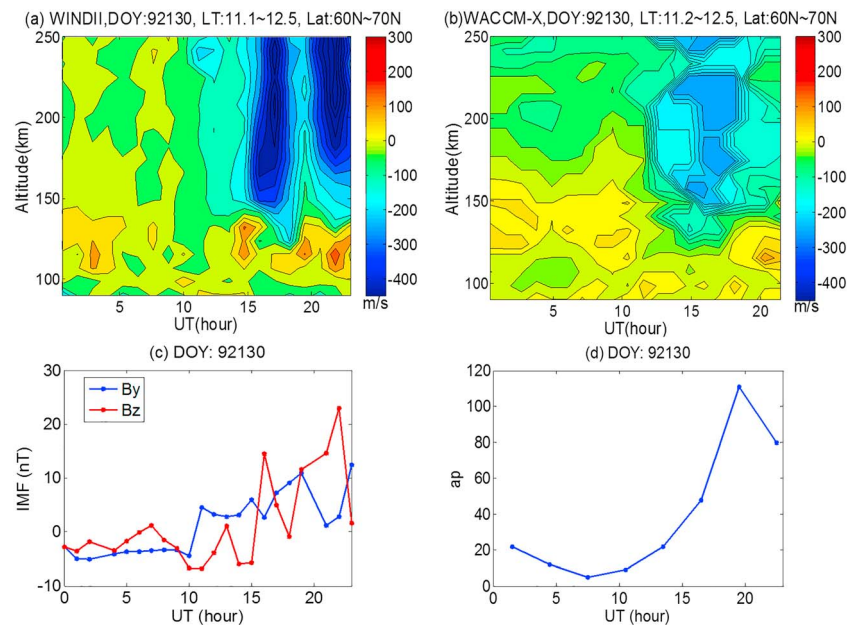 (a) WINDII,DOY:92130, LT:11.1~12.5, Lat:60N~70N
250
200
150
100
Altitude(km)
5 10 15 20
UT(hour)
300
200
100
0
-100
-200
-300
-400
m/s
(b)WACCM-X,DOY:92130, LT:11.2~12.5, Lat:60N~70N
250
200
150
100
Altitude(km)
5 10 15 20
UT(hour)
300
200
100
0
-100
-200
-300
-400
m/s
(c) DOY: 92130
30
20
10
0
-10
IMF (nT)
By
Bz
0 5 10 15 20
UT (hour)
(d) DOY: 92130
120
100
80
60
40
20
0
ap
0 5 10 15 20
UT (hour)